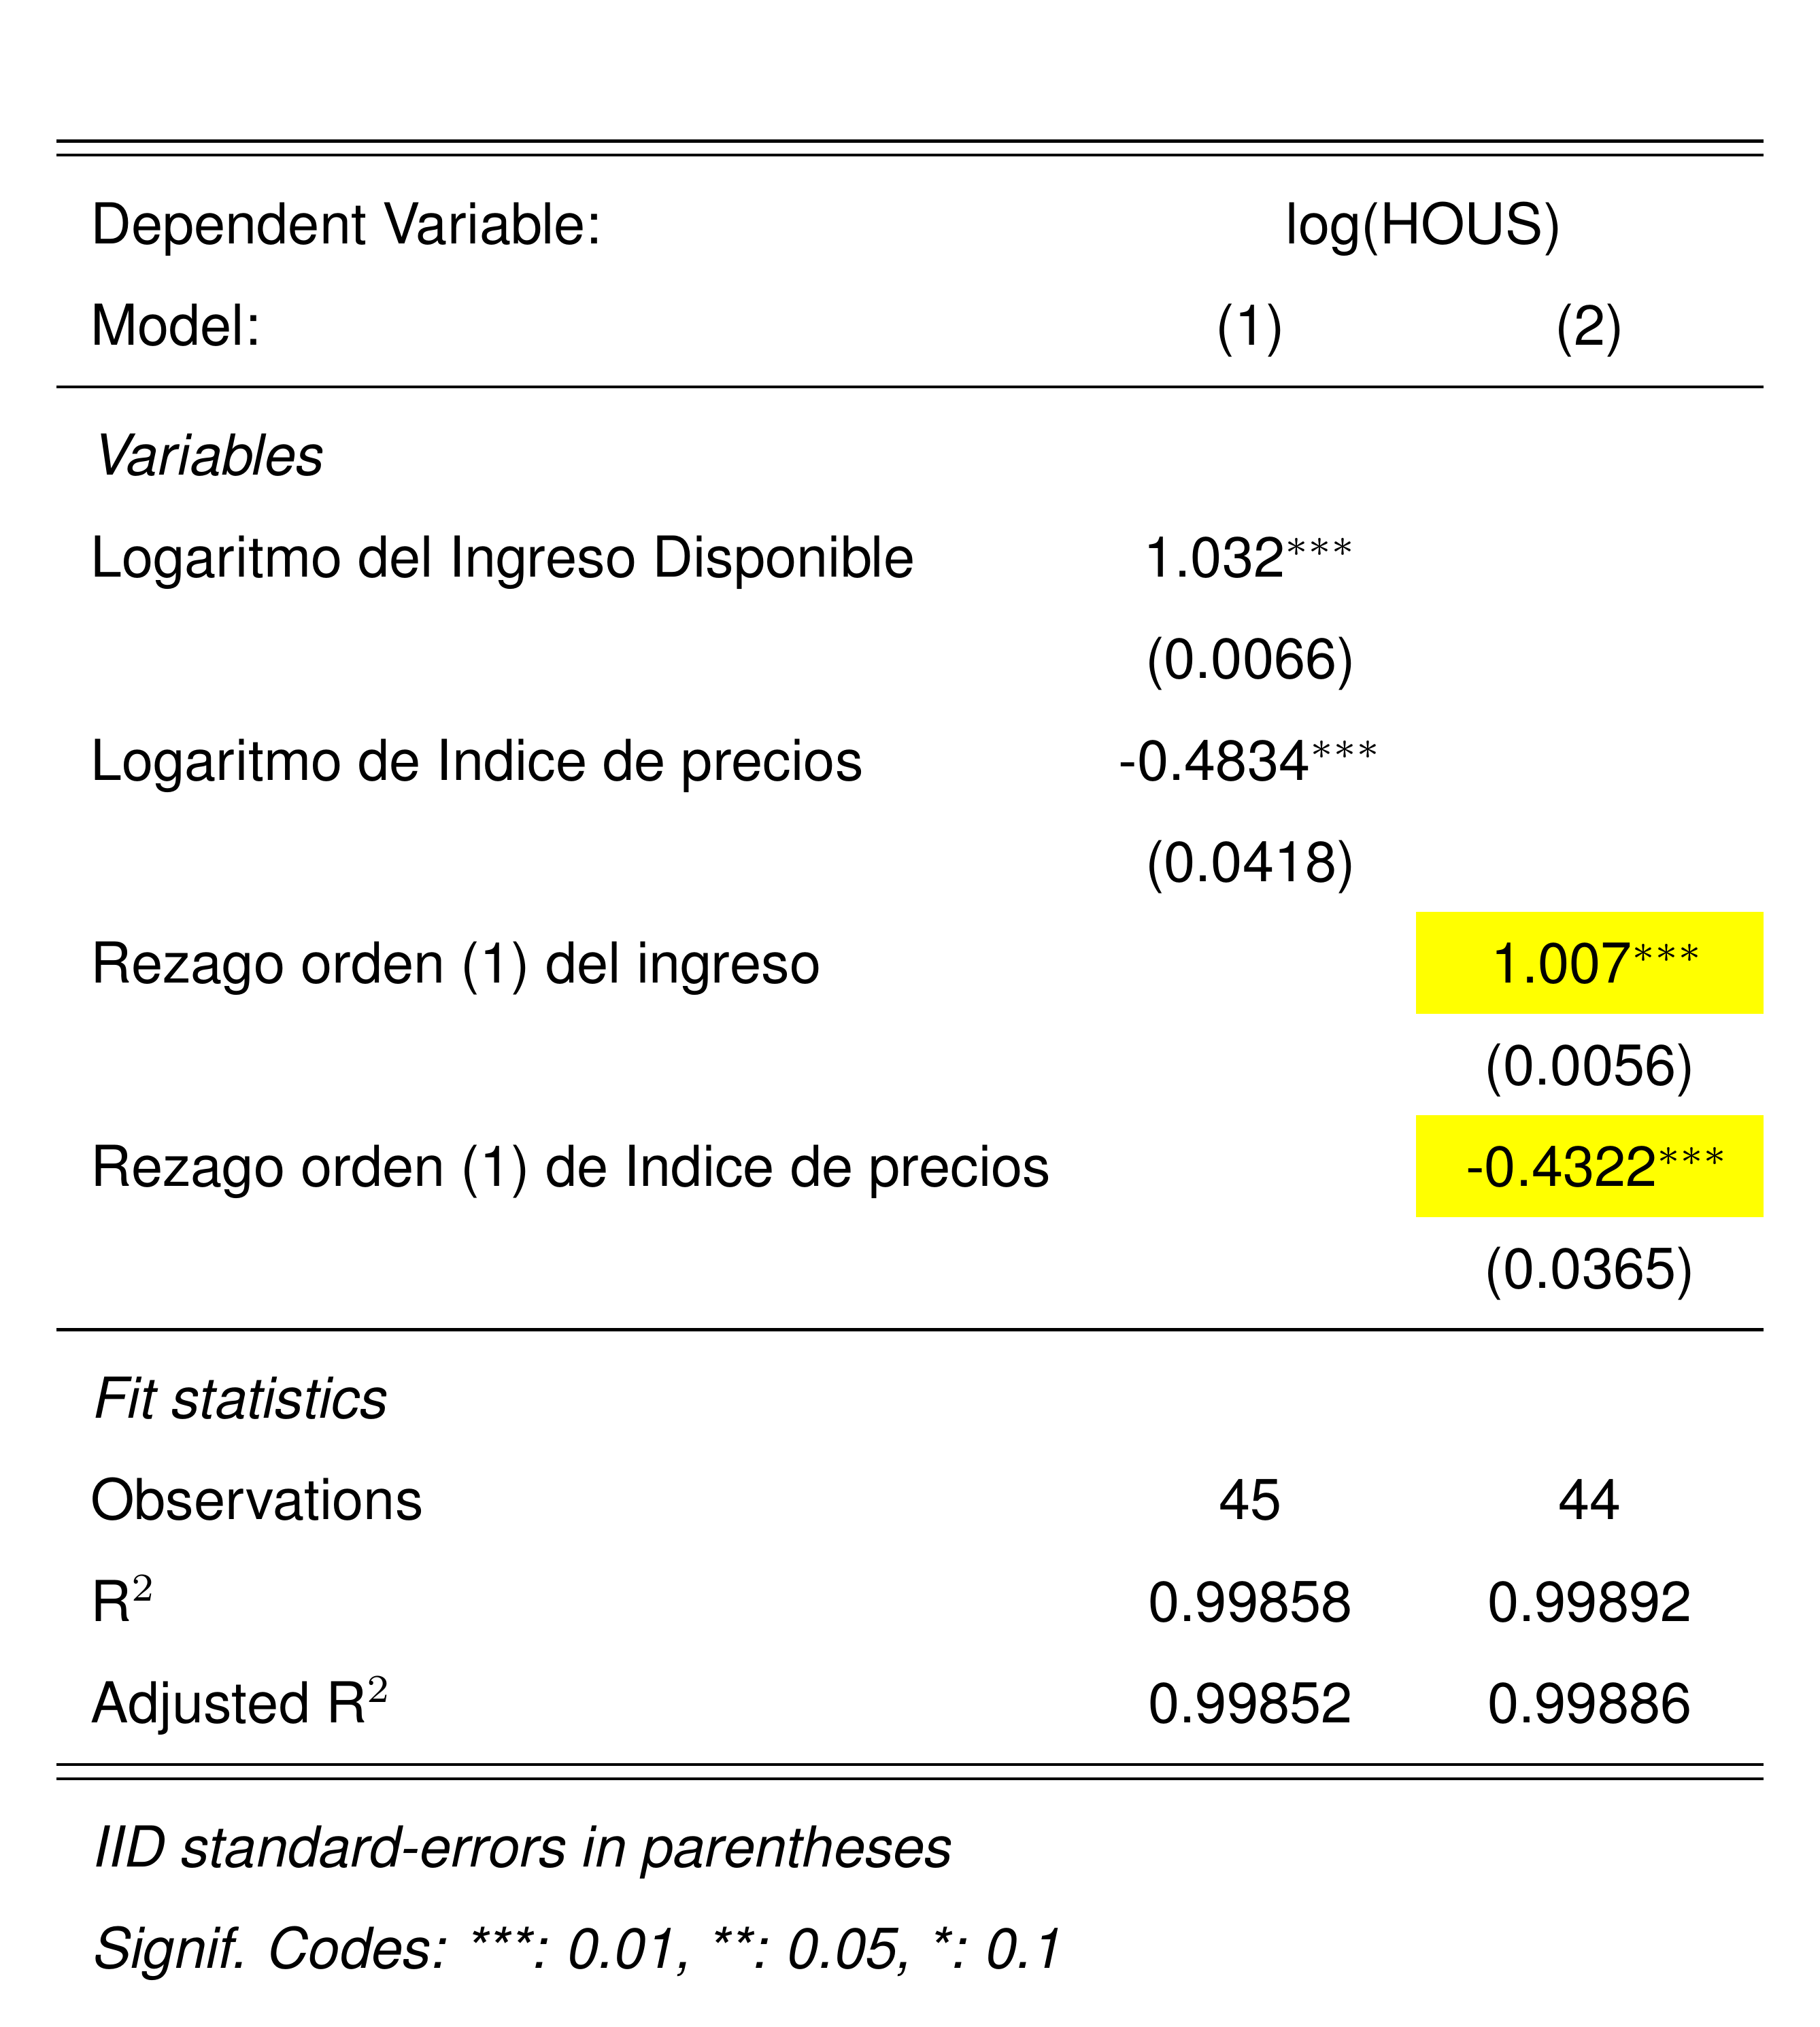 Dependent Variable: log(HOUS)
Model: (1) (2)
Variables
Logaritmo del Ingreso Disponible 1.032***
(0.0066)
Logaritmo de Indice de precios -0.4834***
(0.0418)
Rezago orden (1) del ingreso 1.007***
(0.0056)
Rezago orden (1) de Indice de precios -0.4322***
(0.0365)
Fit statistics
Observations 45 44
R² 0.99858 0.99892
Adjusted R² 0.99852 0.99886
IID standard-errors in parentheses
Signif. Codes: ***: 0.01, **: 0.05, *: 0.1